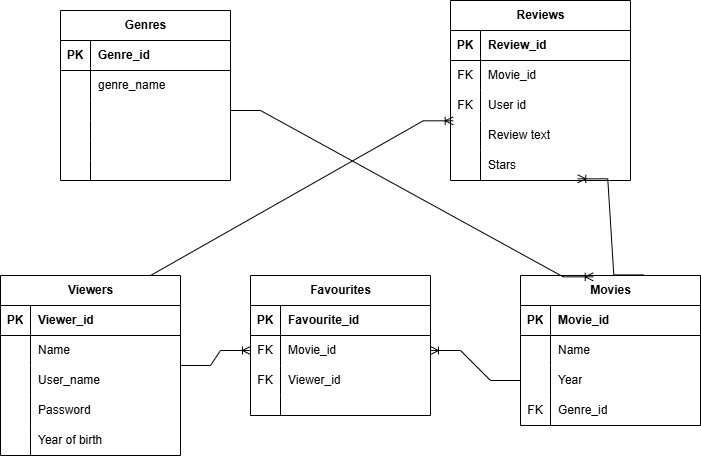 Genres
PK Genre_id
genre_name
Reviews
PK Review_id
FK Movie_id
FK User id
Review text
Stars
Viewers
PK Viewer_id
Name
User_name
Password
Year of birth
Favourites
PK Favourite_id
FK Movie_id
FK Viewer_id
Movies
PK Movie_id
Name
Year
FK Genre_id